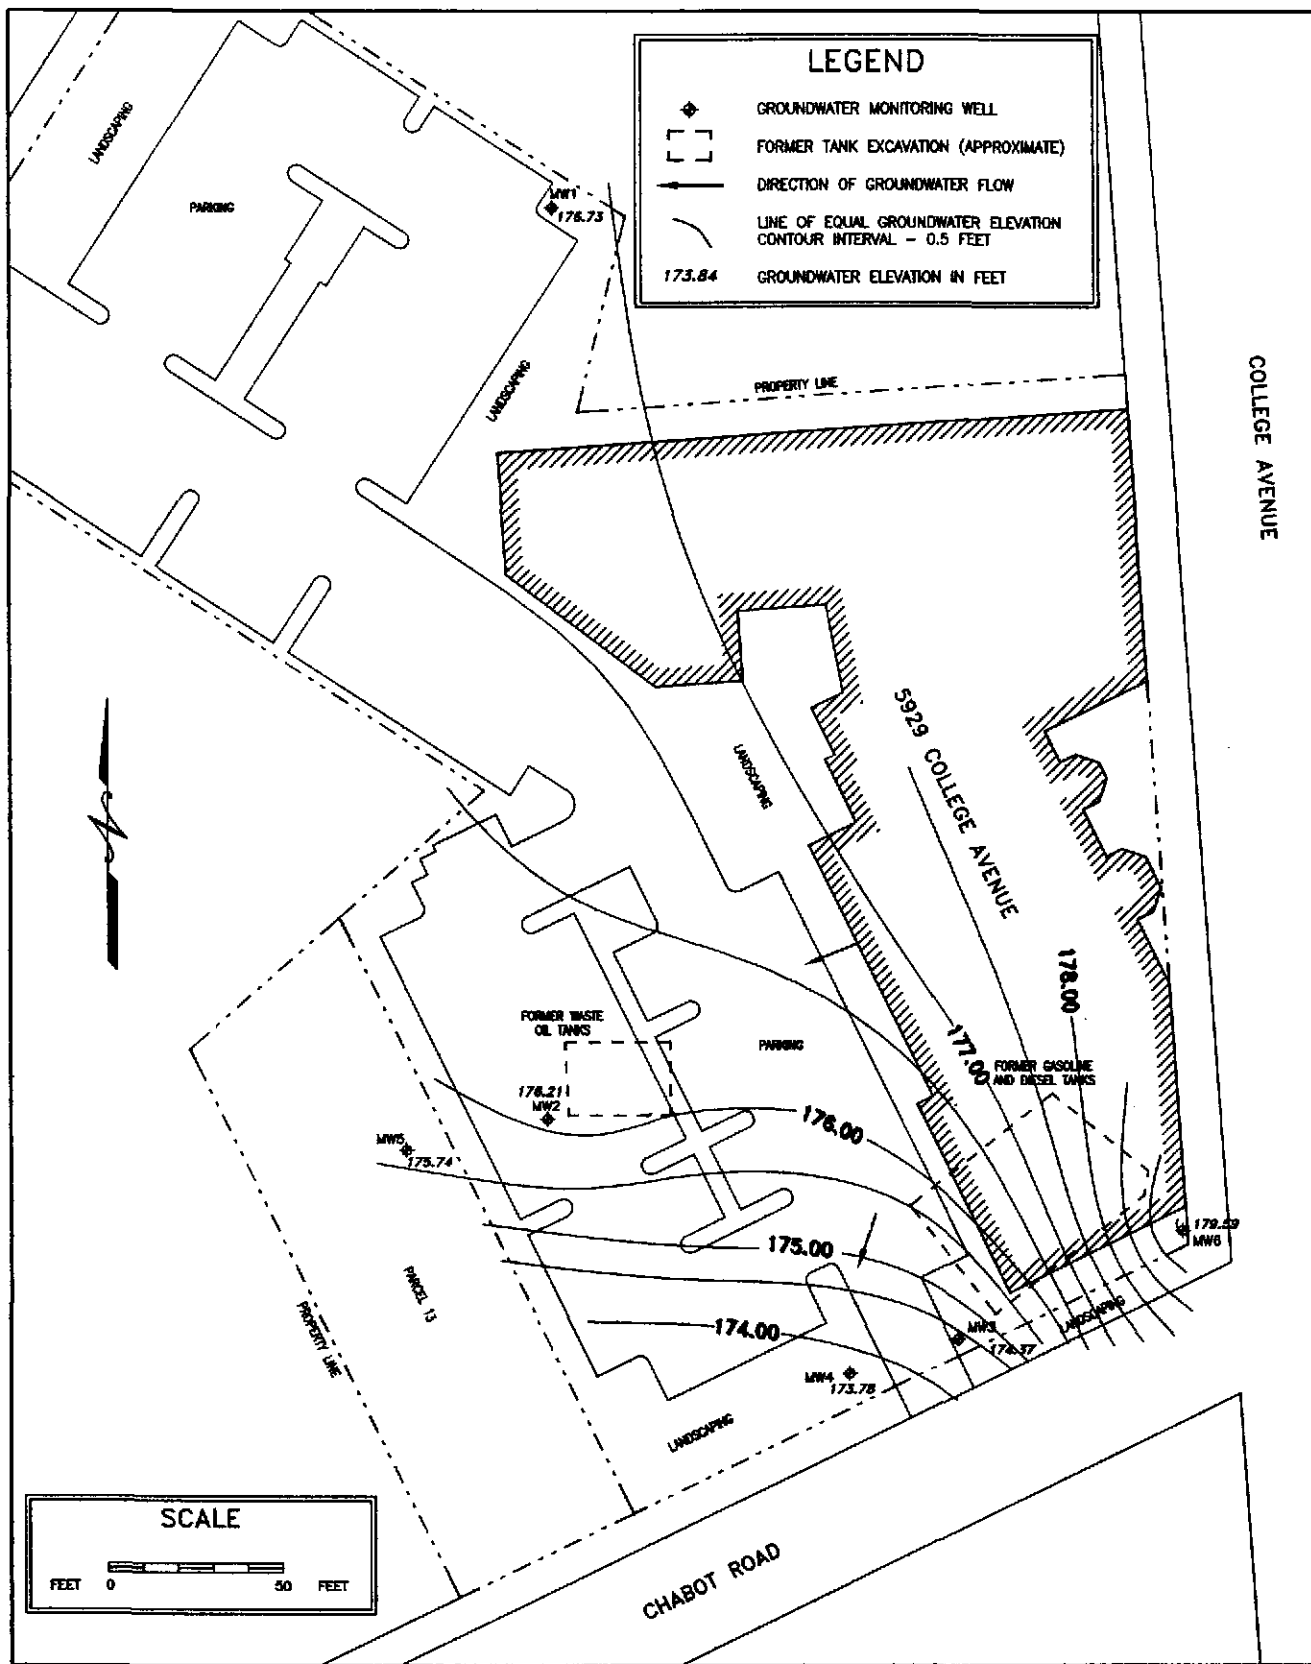 LEGEND
GROUNDWATER MONITORING WELL
FORMER TANK EXCAVATION (APPROXIMATE)
DIRECTION OF GROUNDWATER FLOW
LINE OF EQUAL GROUNDWATER ELEVATION
CONTOUR INTERVAL - 0.5 FEET
173.84 GROUNDWATER ELEVATION IN FEET
LANDSCAPING
PARKING
MW1
176.73
LANDSCAPING
PROPERTY LINE
COLLEGE AVENUE
5929 COLLEGE AVENUE
LANDSCAPING
178.00
177.00
FORMER WASTE
OIL TANKS
PARKING
FORMER GASOLINE
AND DIESEL TANKS
176.21
MW2
176.00
MW5
175.74
175.00
179.59
MW6
PARCEL 13
PROPERTY LINE
174.00
MW3
174.37
LANDSCAPING
MW4
173.78
LANDSCAPING
CHABOT ROAD
SCALE
FEET 0 50 FEET
N